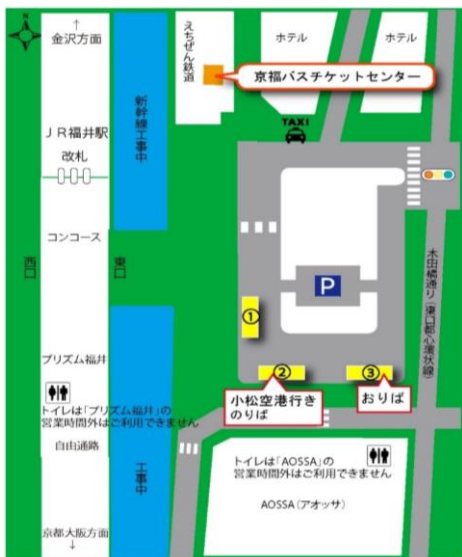 N
↑
金沢方面
えちぜん鉄道
ホテル
ホテル
京福バスチケットセンター
新幹線工事中
TAXI
JR福井駅
改札
コンコース
西口
東口
木田橋通り(東口都心環状線)
P
①
プリズム福井
②
③
小松空港行き
のりば
おりば
トイレは「プリズム福井」の
営業時間外はご利用できません
自由通路
工事中
トイレは「AOSSA」の
営業時間外はご利用できません
AOSSA(アオッサ)
京都大阪方面
↓